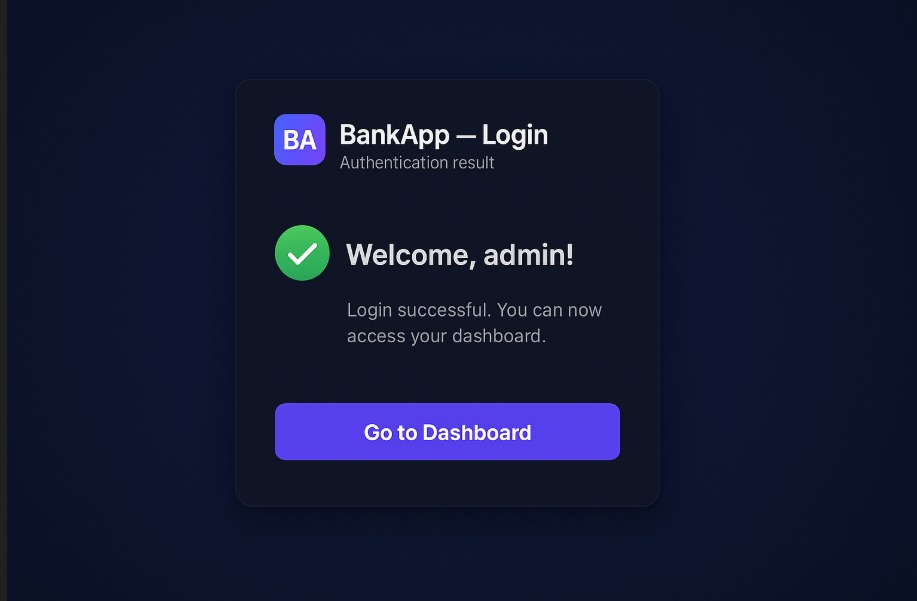 BA
BankApp — Login
Authentication result
Welcome, admin!
Login successful. You can now
access your dashboard.
Go to Dashboard